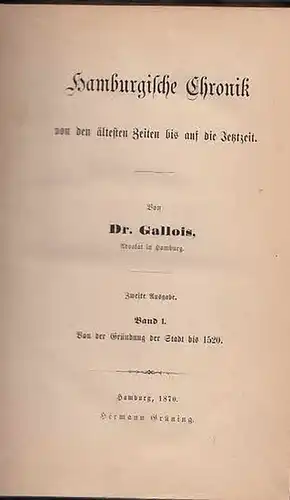 Hamburgische Chronik
von den ältesten Zeiten bis auf die Jetztzeit.
Von
Dr. Gallois,
Advokat in Hamburg.
Zweite Ausgabe.
Band I.
Von der Gründung der Stadt bis 1520.
Hamburg, 1870.
Hermann Grüning.